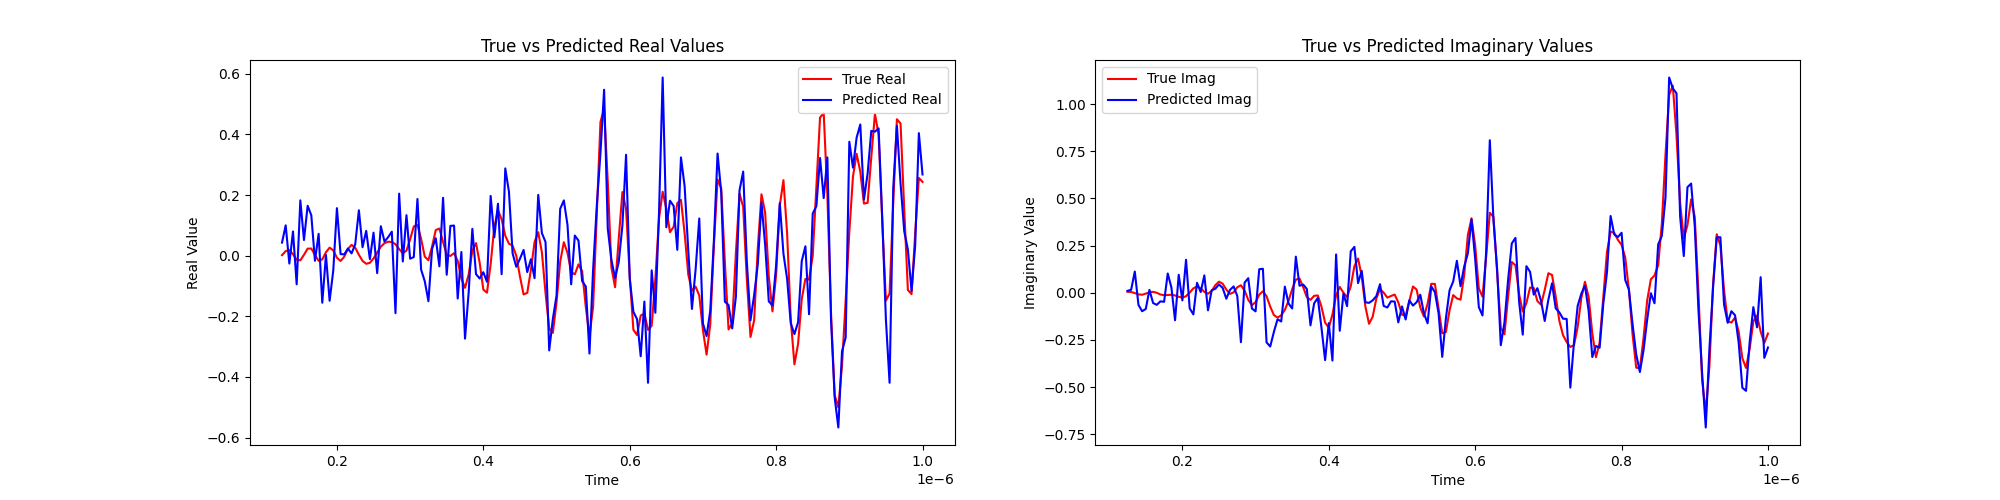 True vs Predicted Real Values
True Real
Predicted Real
Real Value
0.6
0.4
0.2
0.0
−0.2
−0.4
−0.6
0.2 0.4 0.6 0.8 1.0
1e−6
Time
True vs Predicted Imaginary Values
True Imag
Predicted Imag
Imaginary Value
1.00
0.75
0.50
0.25
0.00
−0.25
−0.50
−0.75
0.2 0.4 0.6 0.8 1.0
1e−6
Time